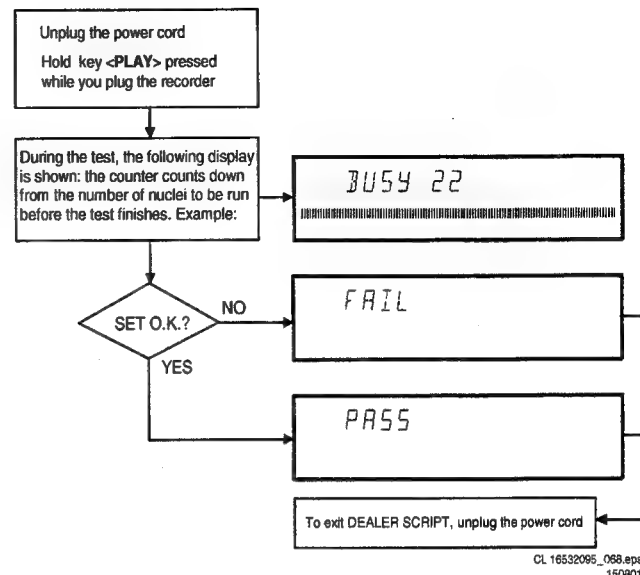 Unplug the power cord
Hold key <PLAY> pressed
while you plug the recorder
During the test, the following display
is shown: the counter counts down
from the number of nuclei to be run
before the test finishes. Example:
BUSY 22
SET O.K.?
NO
FAIL
YES
PASS
To exit DEALER SCRIPT, unplug the power cord
CL 16532095_068.eps
150801